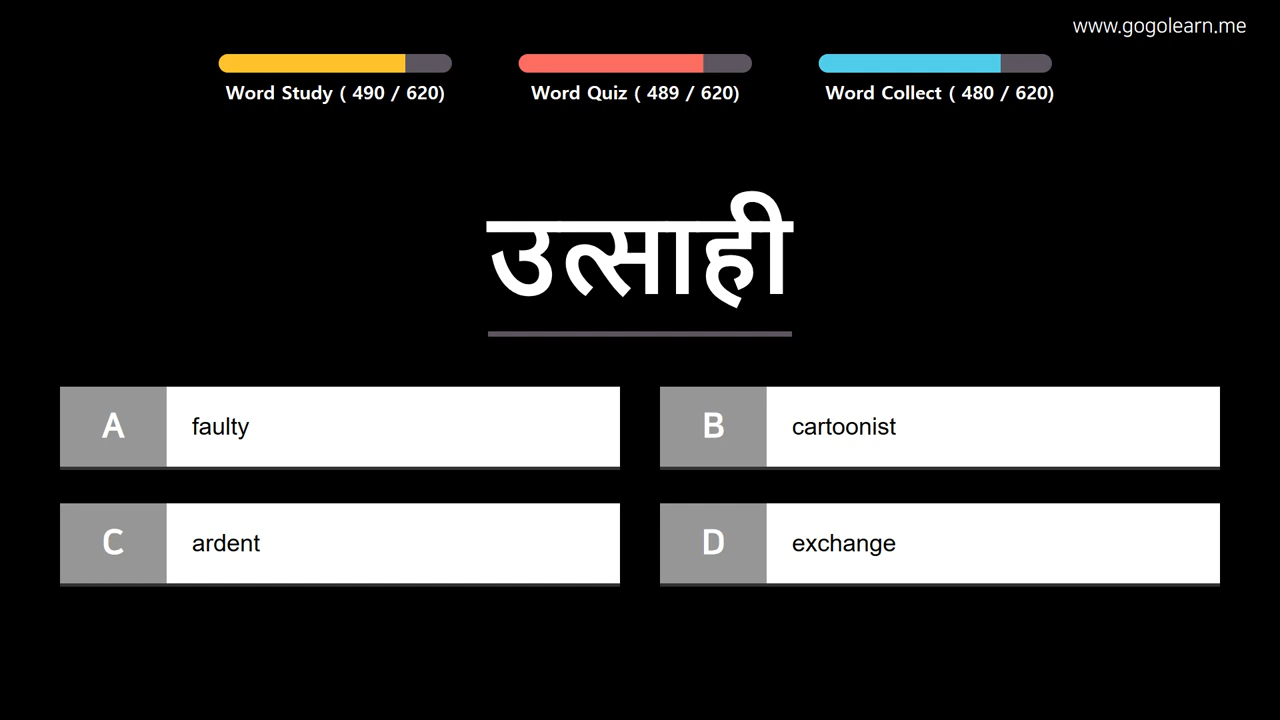 www.gogolearn.me
Word Study ( 490 / 620)
Word Quiz ( 489 / 620)
Word Collect ( 480 / 620)
उत्साही
A faulty
B cartoonist
C ardent
D exchange